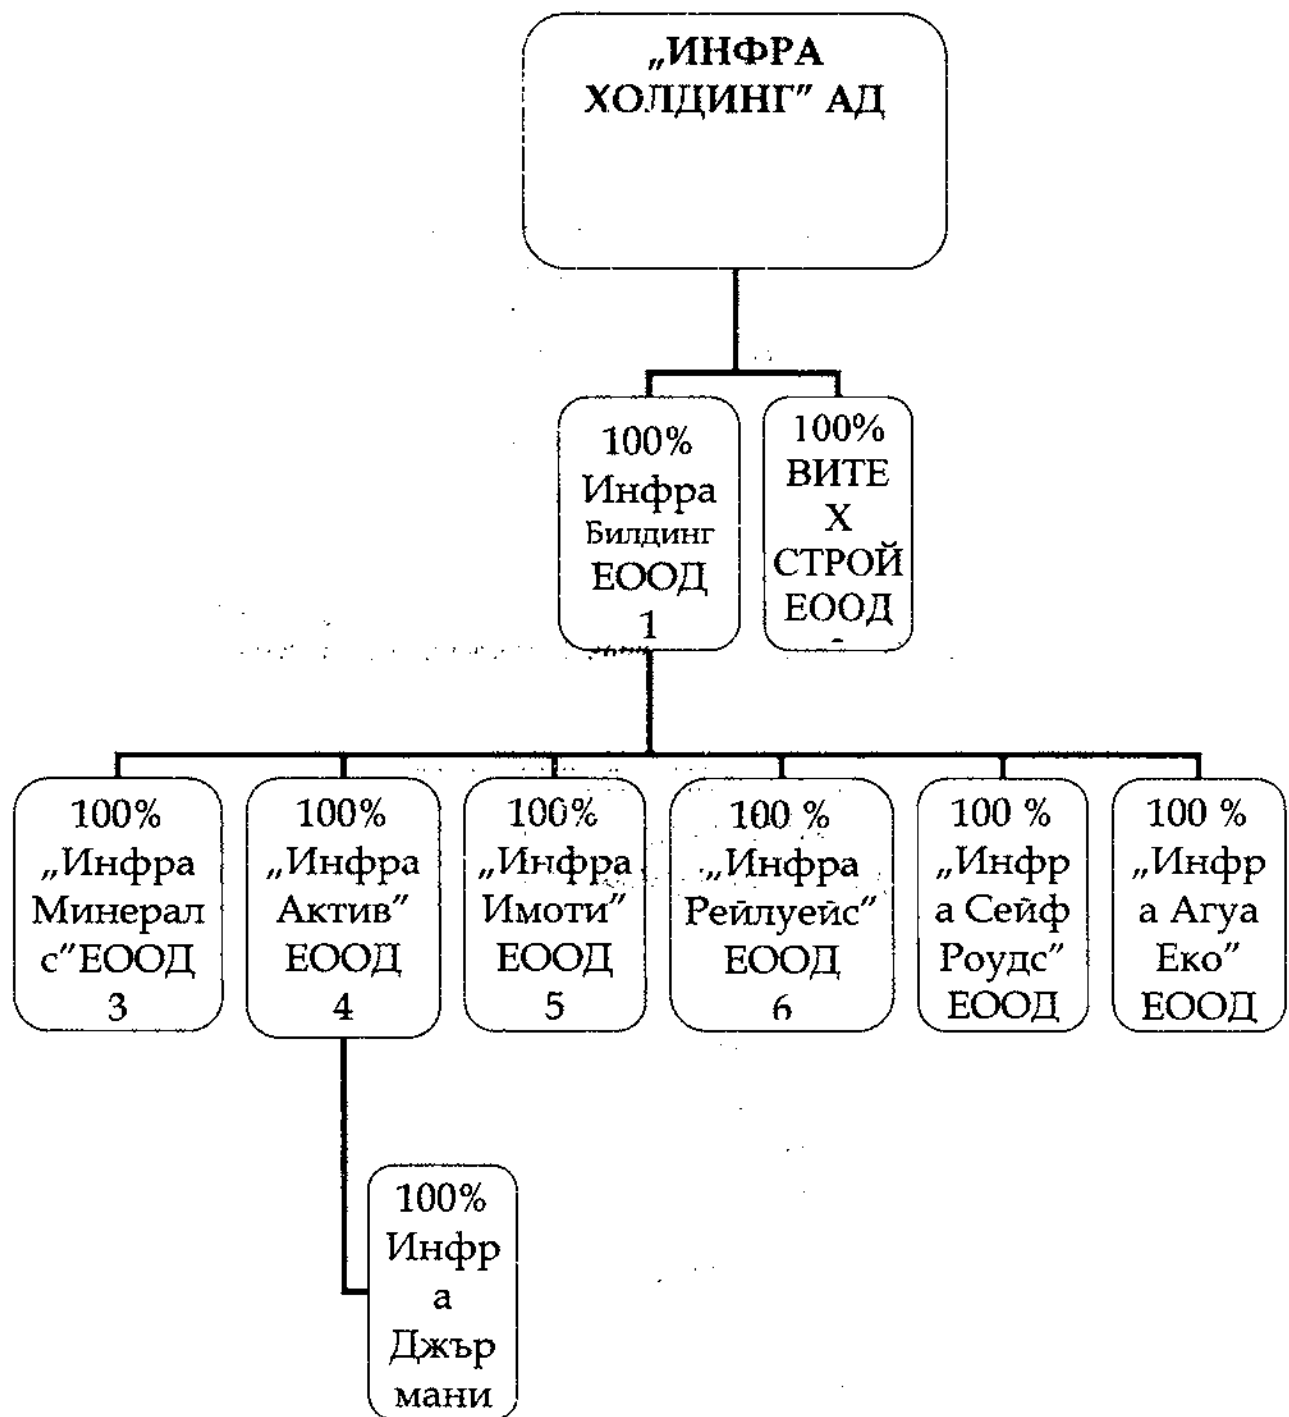 „ИНФРА
ХОЛДИНГ” АД
100%
Инфра
Билдинг
ЕООД
1
100%
ВИТЕ
Х
СТРОЙ
ЕООД
100%
„Инфра
Минерал
с”ЕООД
3
100%
„Инфра
Актив”
ЕООД
4
100%
„Инфра
Имоти”
ЕООД
5
100 %
„Инфра
Рейлуейс”
ЕООД
6
100 %
„Инфр
а Сейф
Роудс”
ЕООД
100 %
„Инфр
а Агуа
Еко”
ЕООД
100%
Инфр
а
Джър
мани